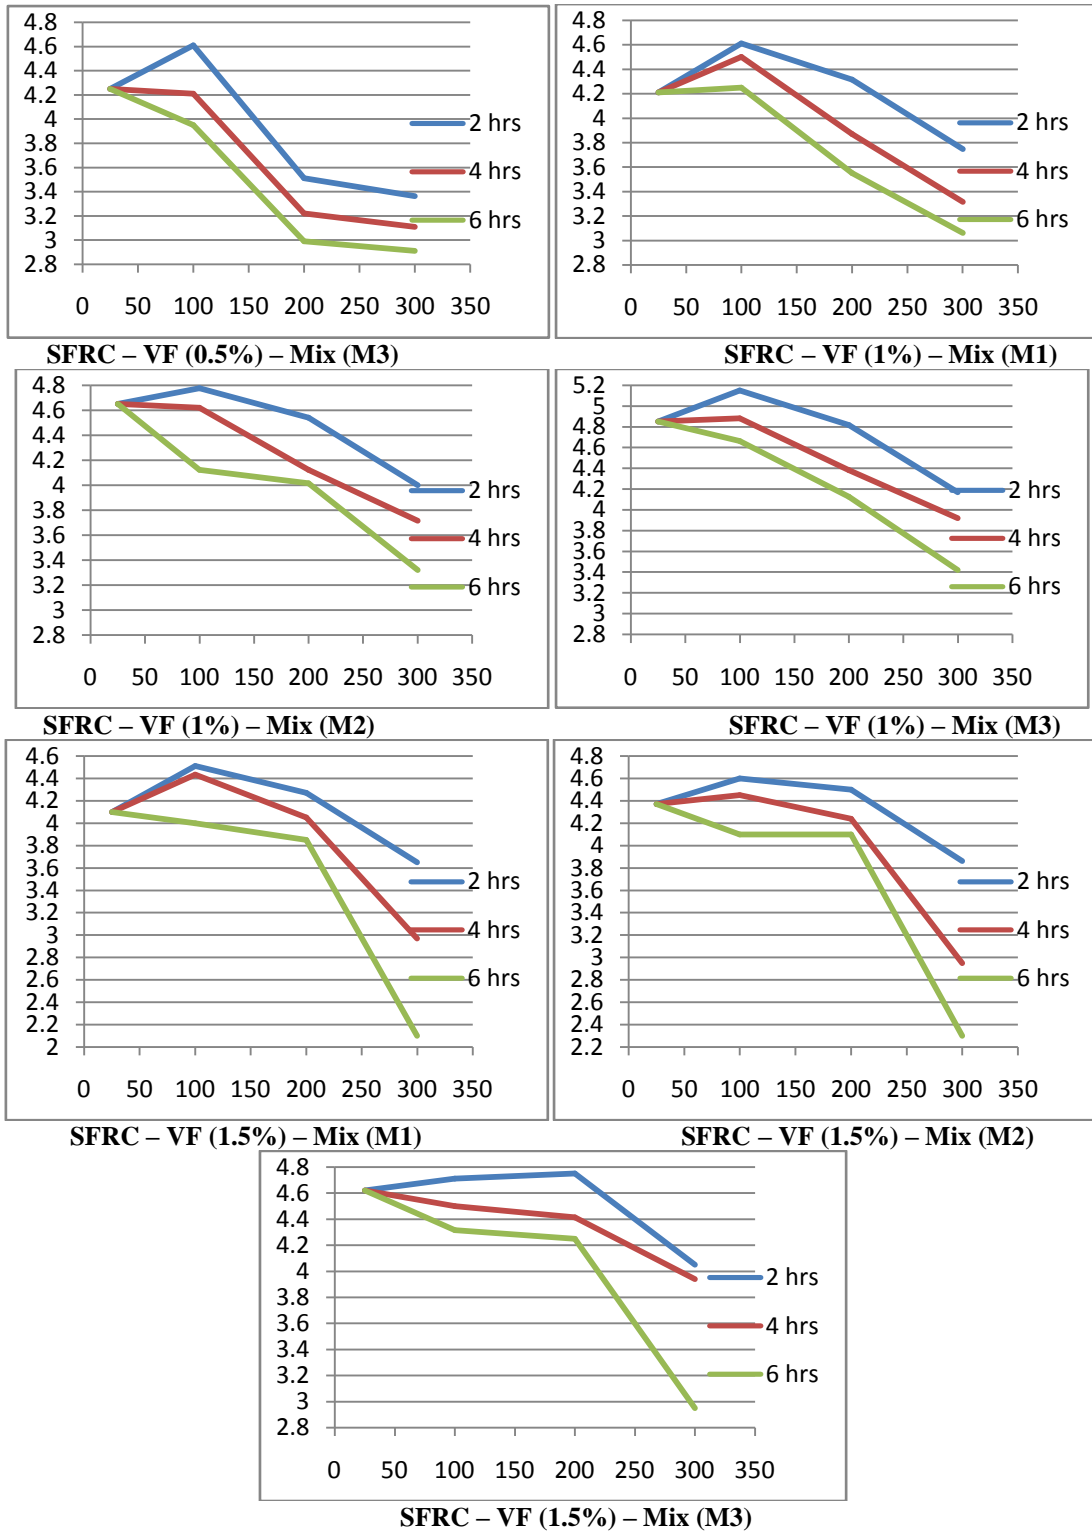 4.8
4.6
4.4
4.2
4
3.8
3.6
3.4
3.2
3
2.8
0 50 100 150 200 250 300 350
2 hrs
4 hrs
6 hrs
SFRC – VF (0.5%) – Mix (M3)
4.8
4.6
4.4
4.2
4
3.8
3.6
3.4
3.2
3
2.8
0 50 100 150 200 250 300 350
2 hrs
4 hrs
6 hrs
SFRC – VF (1%) – Mix (M1)
4.8
4.6
4.4
4.2
4
3.8
3.6
3.4
3.2
3
2.8
0 50 100 150 200 250 300 350
2 hrs
4 hrs
6 hrs
SFRC – VF (1%) – Mix (M2)
5.2
5
4.8
4.6
4.4
4.2
4
3.8
3.6
3.4
3.2
3
2.8
0 50 100 150 200 250 300 350
2 hrs
4 hrs
6 hrs
SFRC – VF (1%) – Mix (M3)
4.6
4.4
4.2
4
3.8
3.6
3.4
3.2
3
2.8
2.6
2.4
2.2
2
0 50 100 150 200 250 300 350
2 hrs
4 hrs
6 hrs
SFRC – VF (1.5%) – Mix (M1)
4.8
4.6
4.4
4.2
4
3.8
3.6
3.4
3.2
3
2.8
2.6
2.4
2.2
0 50 100 150 200 250 300 350
2 hrs
4 hrs
6 hrs
SFRC – VF (1.5%) – Mix (M2)
4.8
4.6
4.4
4.2
4
3.8
3.6
3.4
3.2
3
2.8
0 50 100 150 200 250 300 350
2 hrs
4 hrs
6 hrs
SFRC – VF (1.5%) – Mix (M3)